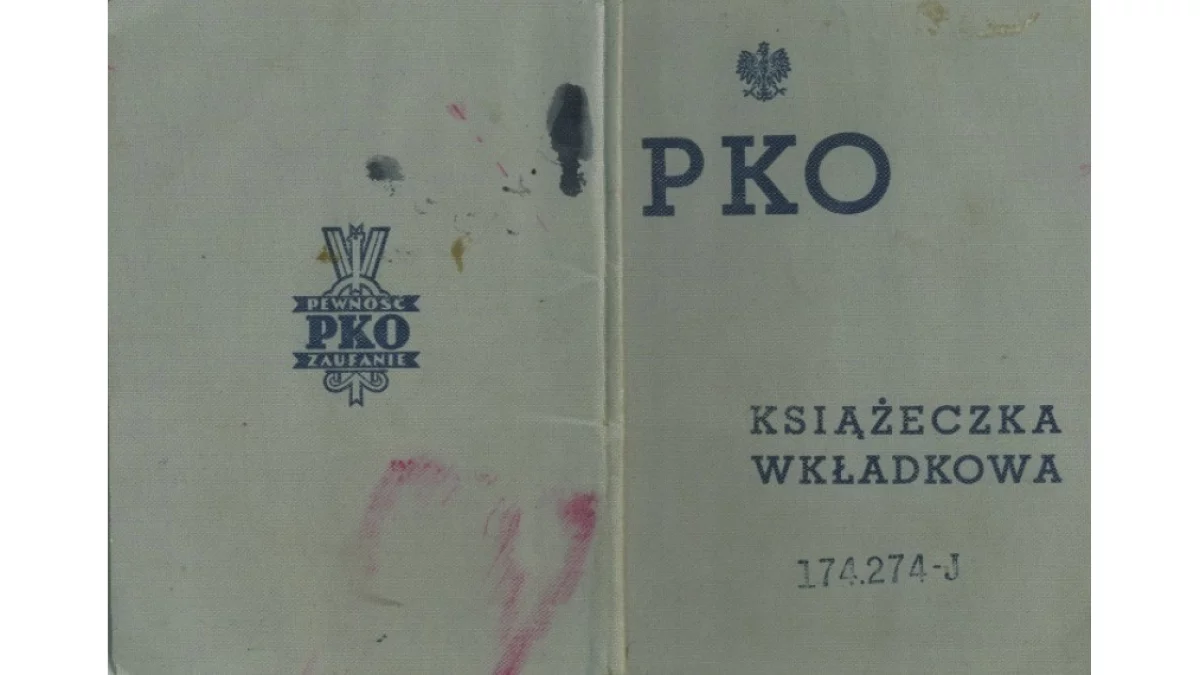 PEWNOŚĆ
PKO
ZAUFANIE
PKO
KSIĄŻECZKA
WKŁADKOWA
174.274-J